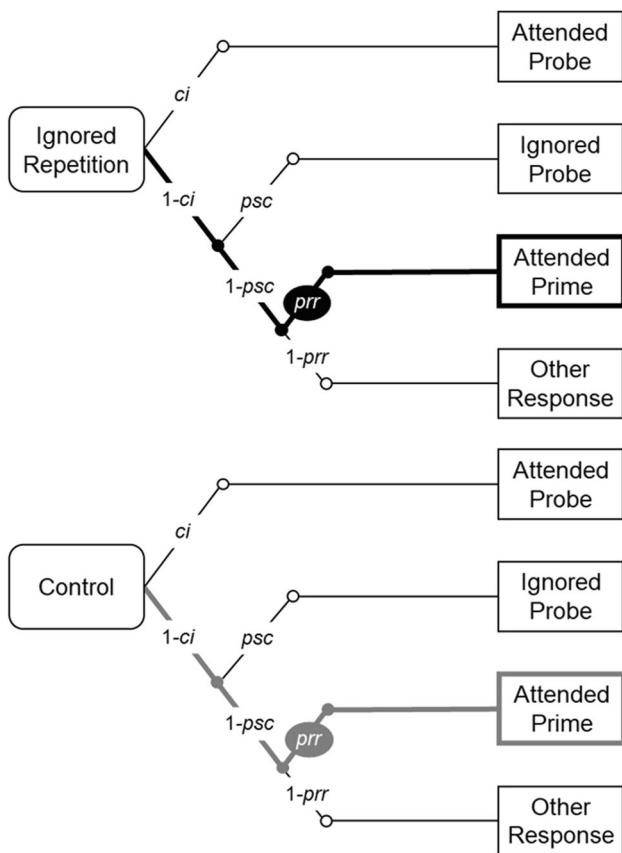 Attended
Probe
ci
Ignored
Repetition
Ignored
Probe
1-ci
psc
Attended
Prime
1-psc
prr
1-prr
Other
Response
Attended
Probe
ci
Control
Ignored
Probe
1-ci
psc
Attended
Prime
1-psc
prr
1-prr
Other
Response